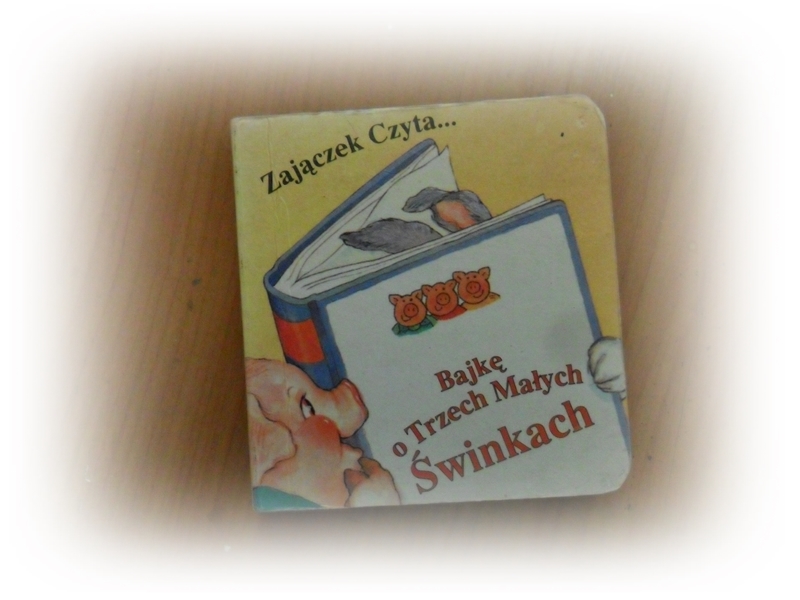 Zajączek Czyta...
Bajkę
o Trzech Małych
Świnkach